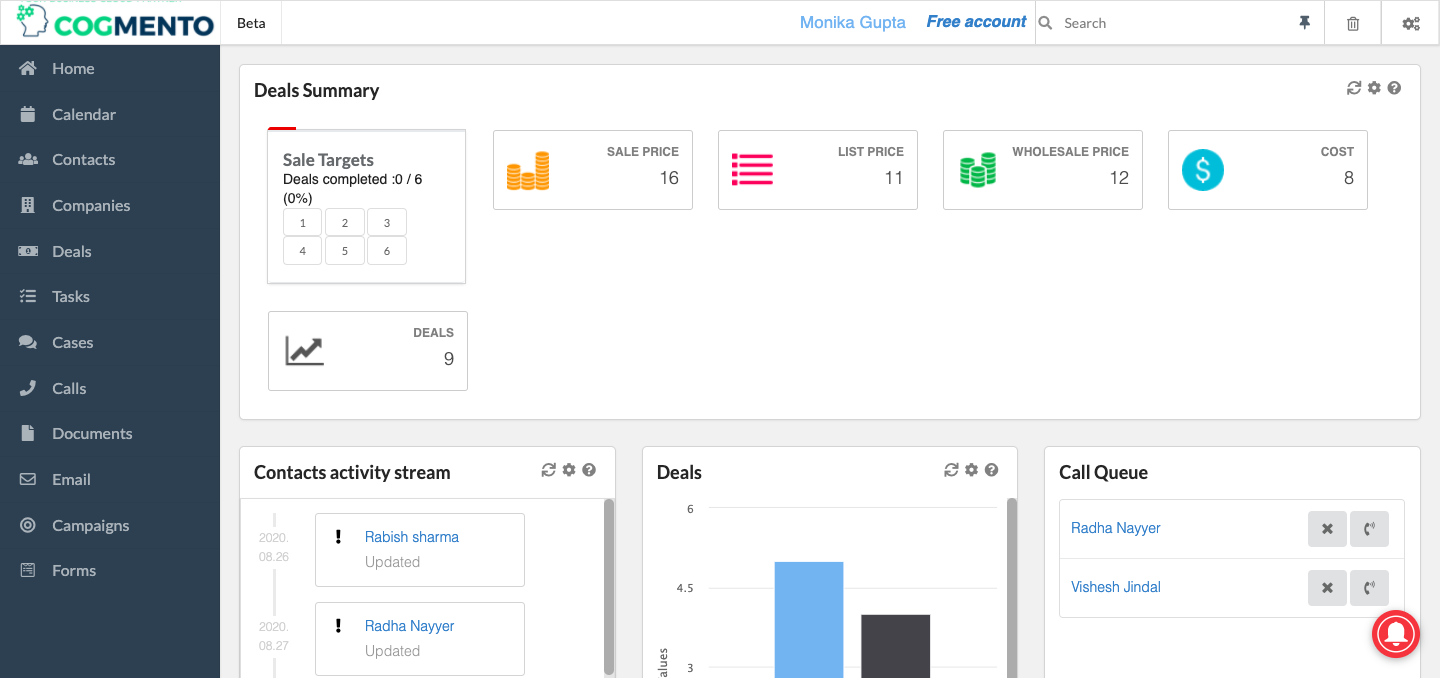 COGMENTO
Beta
Monika Gupta
Free account
Search
Home
Calendar
Contacts
Companies
Deals
Tasks
Cases
Calls
Documents
Email
Campaigns
Forms
Deals Summary
Sale Targets
Deals completed :0 / 6
(0%)
1 2 3
4 5 6
SALE PRICE
16
LIST PRICE
11
WHOLESALE PRICE
12
COST
8
DEALS
9
Contacts activity stream
2020.
08.26
Rabish sharma
Updated
2020.
08.27
Radha Nayyer
Updated
Deals
6
4.5
3
alues
Call Queue
Radha Nayyer
Vishesh Jindal